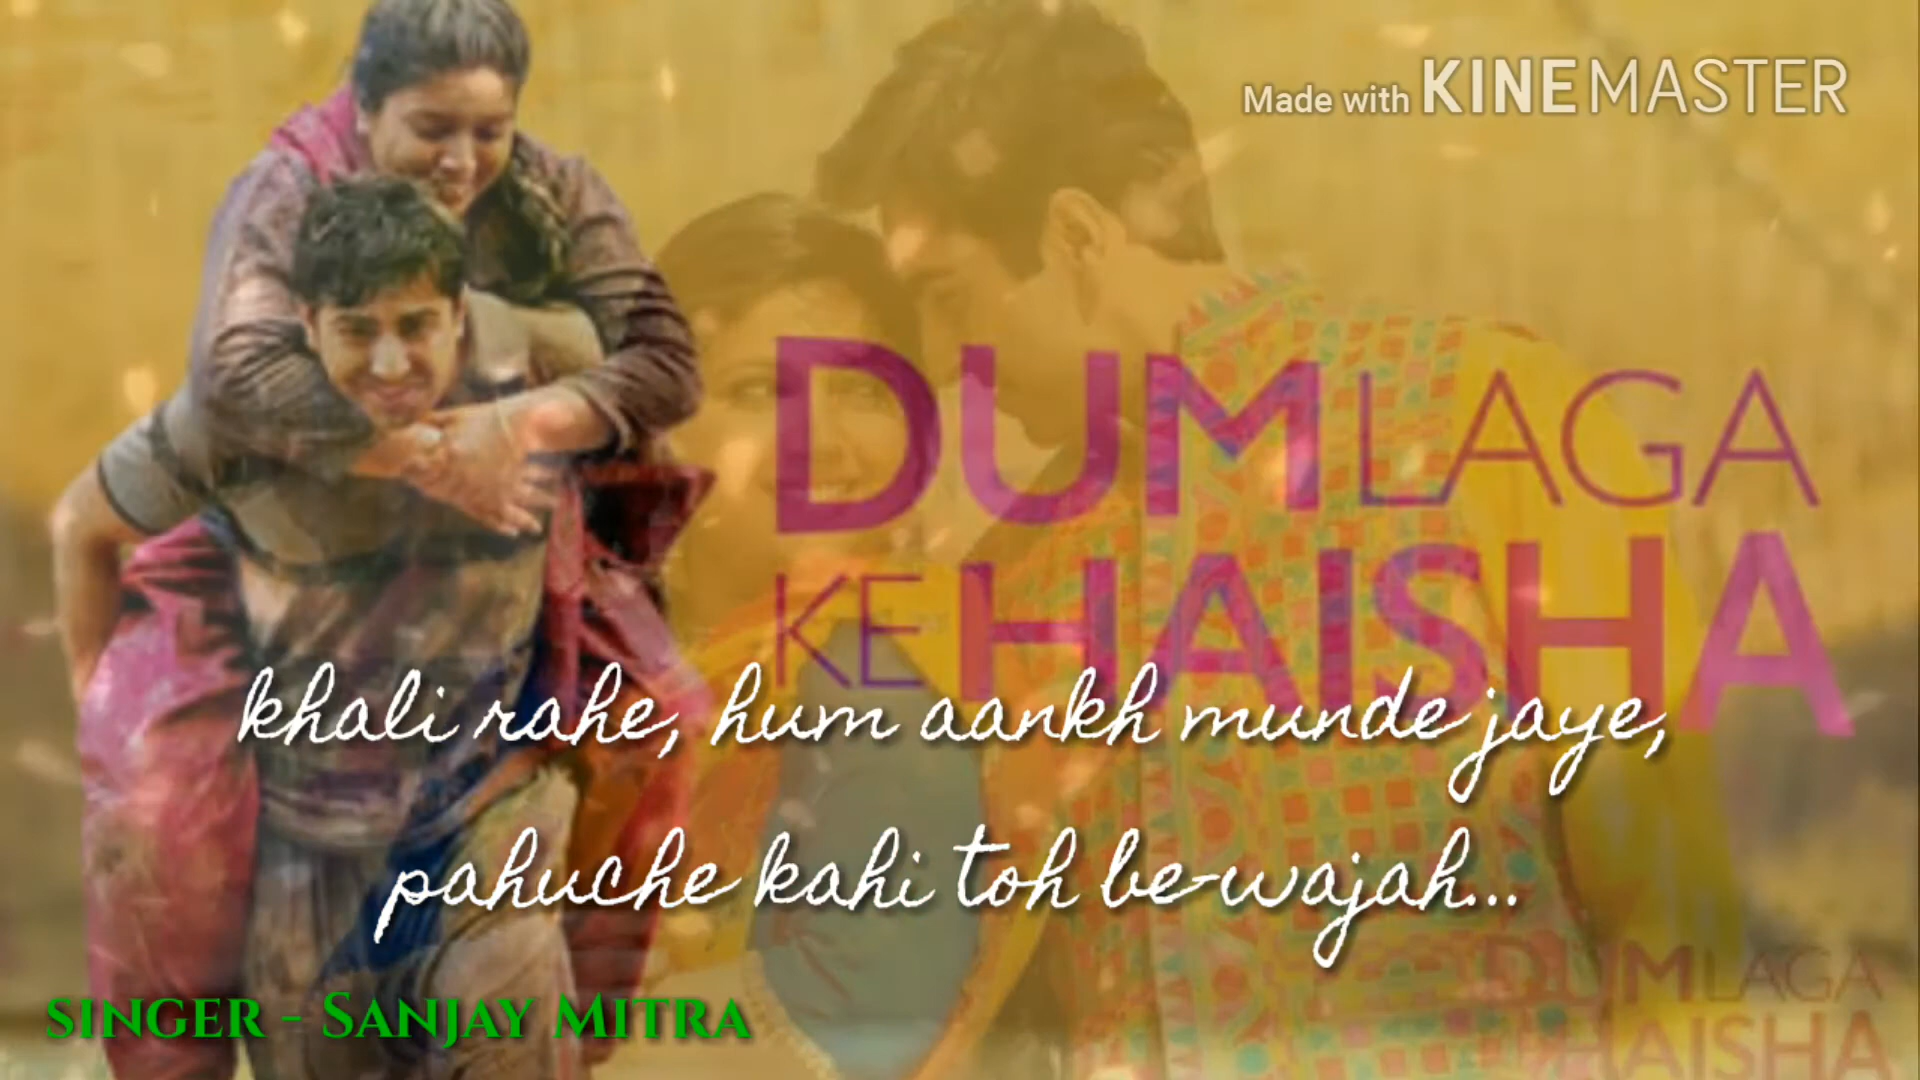 Made with KINEMASTER
DUM LAGA
KE HAISHA
khali rahe, hum aankh munde jaye,
pahuche kahi toh be-wajah...
DUM LAGA
HAISHA
SINGER - SANJAY MITRA